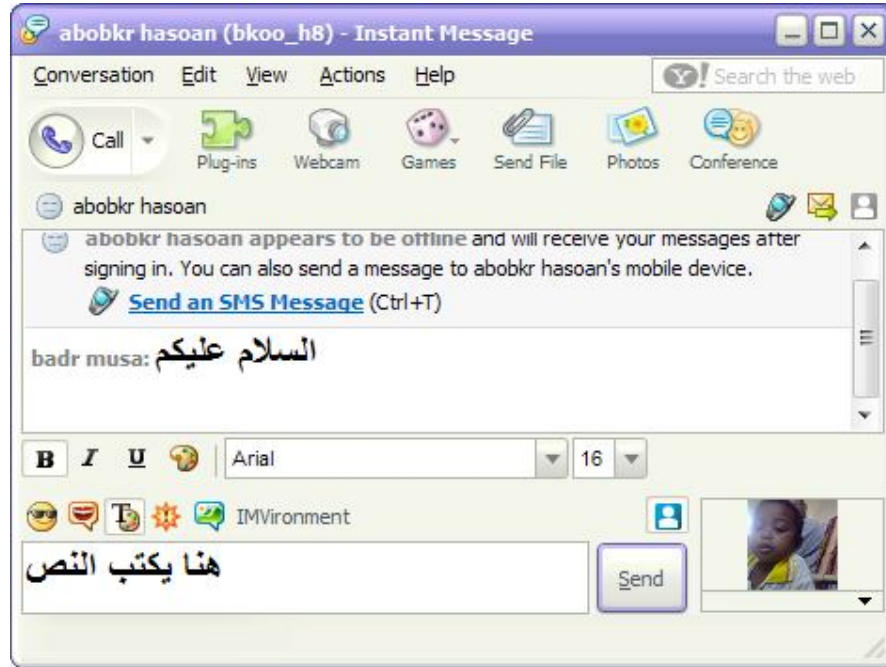 abobkr hasoan (bkoo_h8) - Instant Message
Conversation Edit View Actions Help Y! Search the web
Call Plug-ins Webcam Games Send File Photos Conference
abobkr hasoan
abobkr hasoan appears to be offline and will receive your messages after
signing in. You can also send a message to abobkr hasoan's mobile device.
Send an SMS Message (Ctrl+T)
badr musa: السلام عليكم
B I U Arial 16
IMVironment
هنا يكتب النص
Send